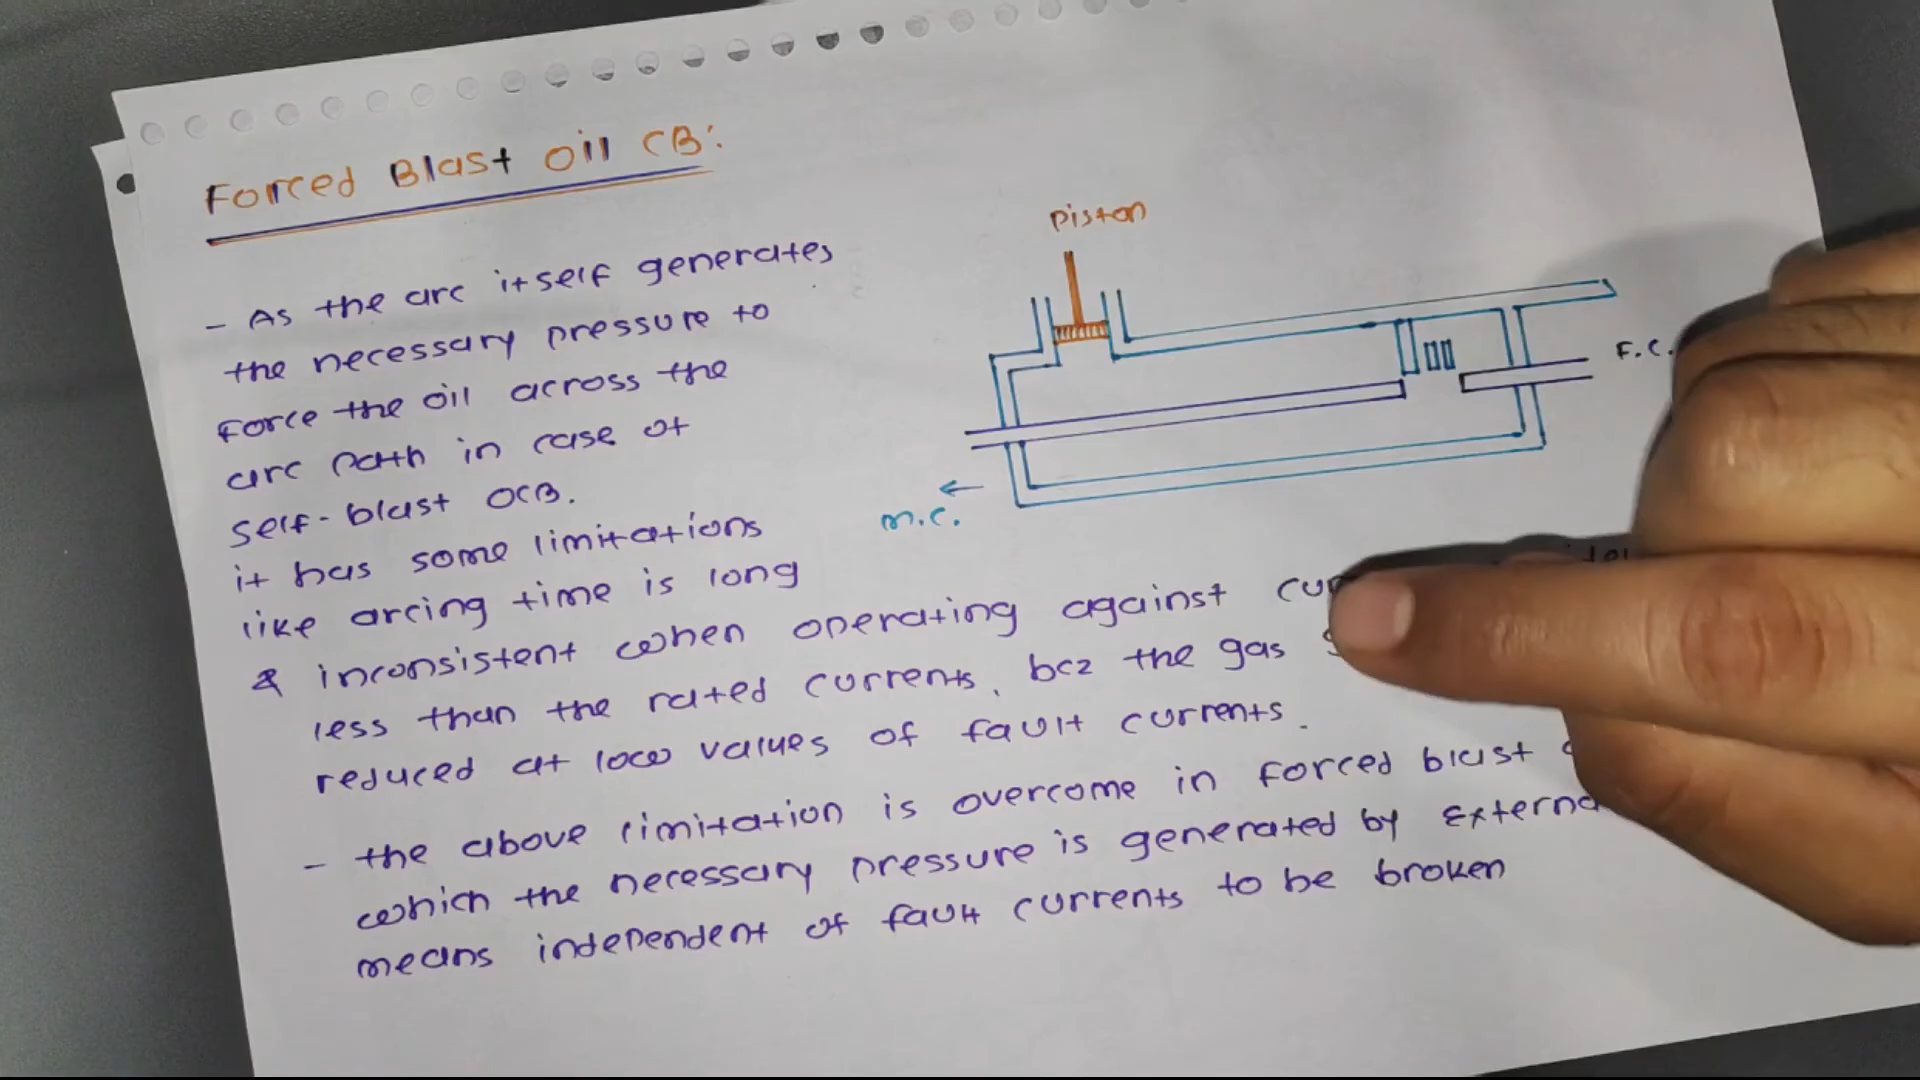 Forced Blast Oil CB:
- As the arc itself generates
the necessary pressure to
Force the oil across the
arc path in case of
self-blast OCB.
it has some limitations
like arcing time is long
& inconsistent when operating against
less than the rated currents, bcz the gas
reduced at low values of fault currents.
- the above limitation is overcome in forced blast
which the necessary pressure is generated by
means independent of fault currents to be broken
Piston
F.C.
m.c.